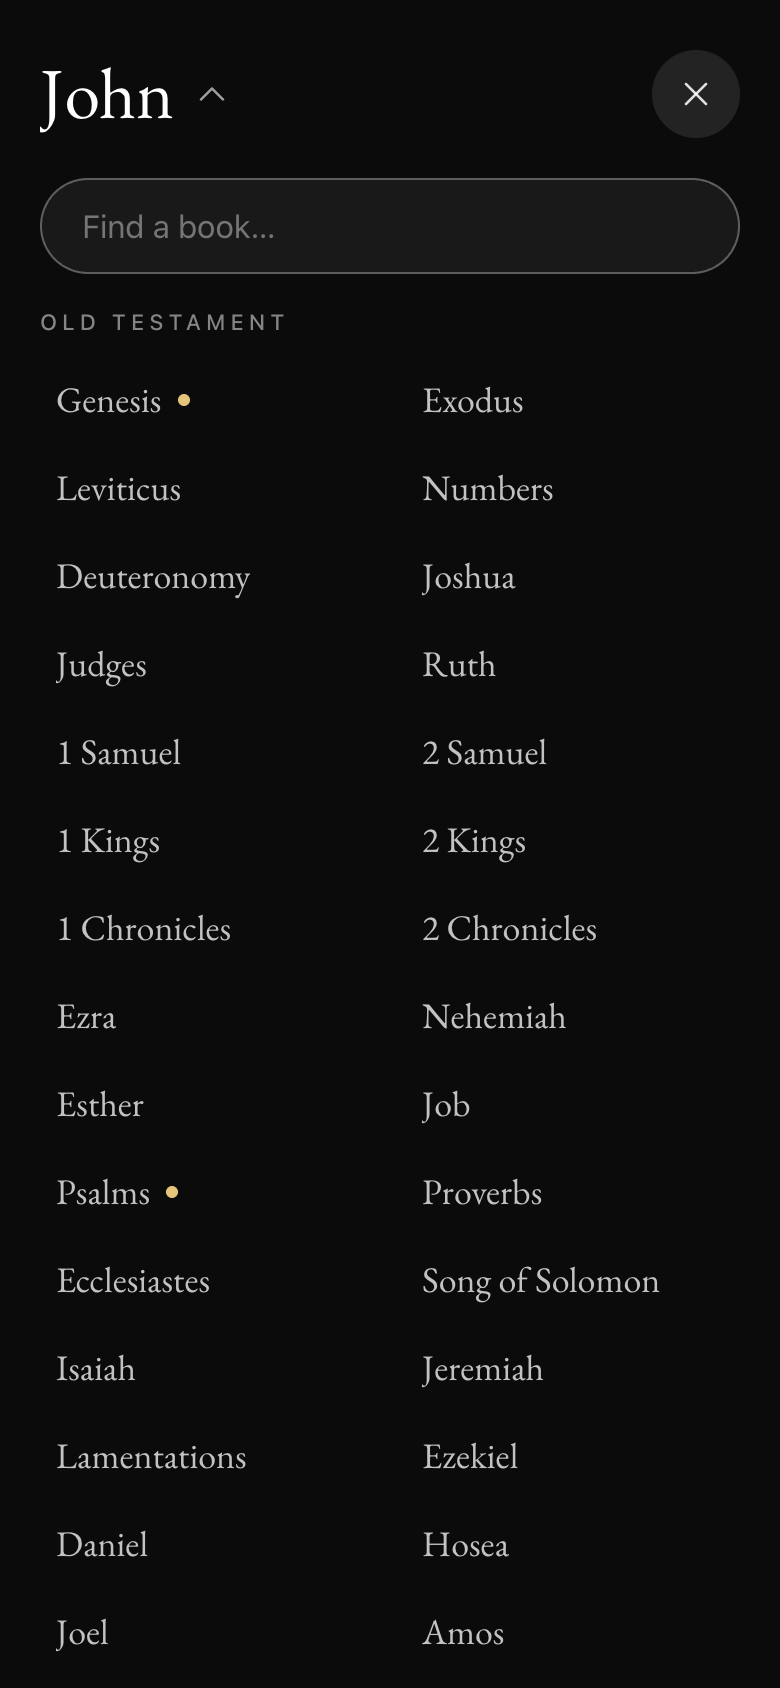 John
Find a book...
OLD TESTAMENT
Genesis Exodus
Leviticus Numbers
Deuteronomy Joshua
Judges Ruth
1 Samuel 2 Samuel
1 Kings 2 Kings
1 Chronicles 2 Chronicles
Ezra Nehemiah
Esther Job
Psalms Proverbs
Ecclesiastes Song of Solomon
Isaiah Jeremiah
Lamentations Ezekiel
Daniel Hosea
Joel Amos